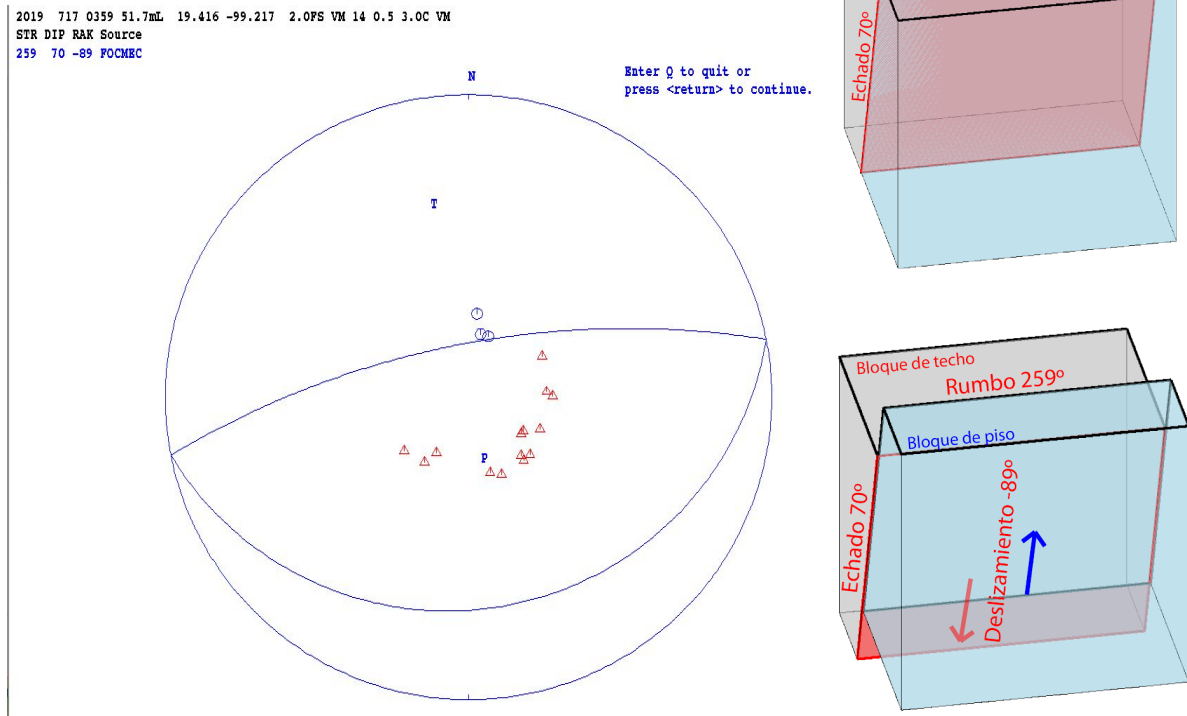 2019  717 0359 51.7mL  19.416 -99.217  2.0FS VM 14 0.5 3.0C VM
STR DIP RAK Source
259  70 -89 FOCMEC
Enter Q to quit or
press <return> to continue.
N
T
P
Echado 70º
Bloque de techo
Rumbo 259º
Bloque de piso
Echado 70º
Deslizamiento -89º